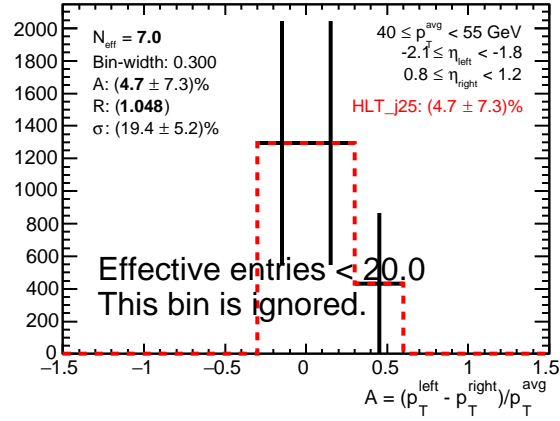 N_eff = 7.0
Bin-width: 0.300
A: (4.7 ± 7.3)%
R: (1.048)
σ: (19.4 ± 5.2)%
40 ≤ p_T^avg < 55 GeV
-2.1 ≤ η_left < -1.8
0.8 ≤ η_right < 1.2
HLT_j25: (4.7 ± 7.3)%
2000
1800
1600
1400
1200
1000
800
600
400
200
0
Effective entries < 20.0
This bin is ignored.
−1.5 −1 −0.5 0 0.5 1 1.5
A = (p_T^left - p_T^right)/p_T^avg